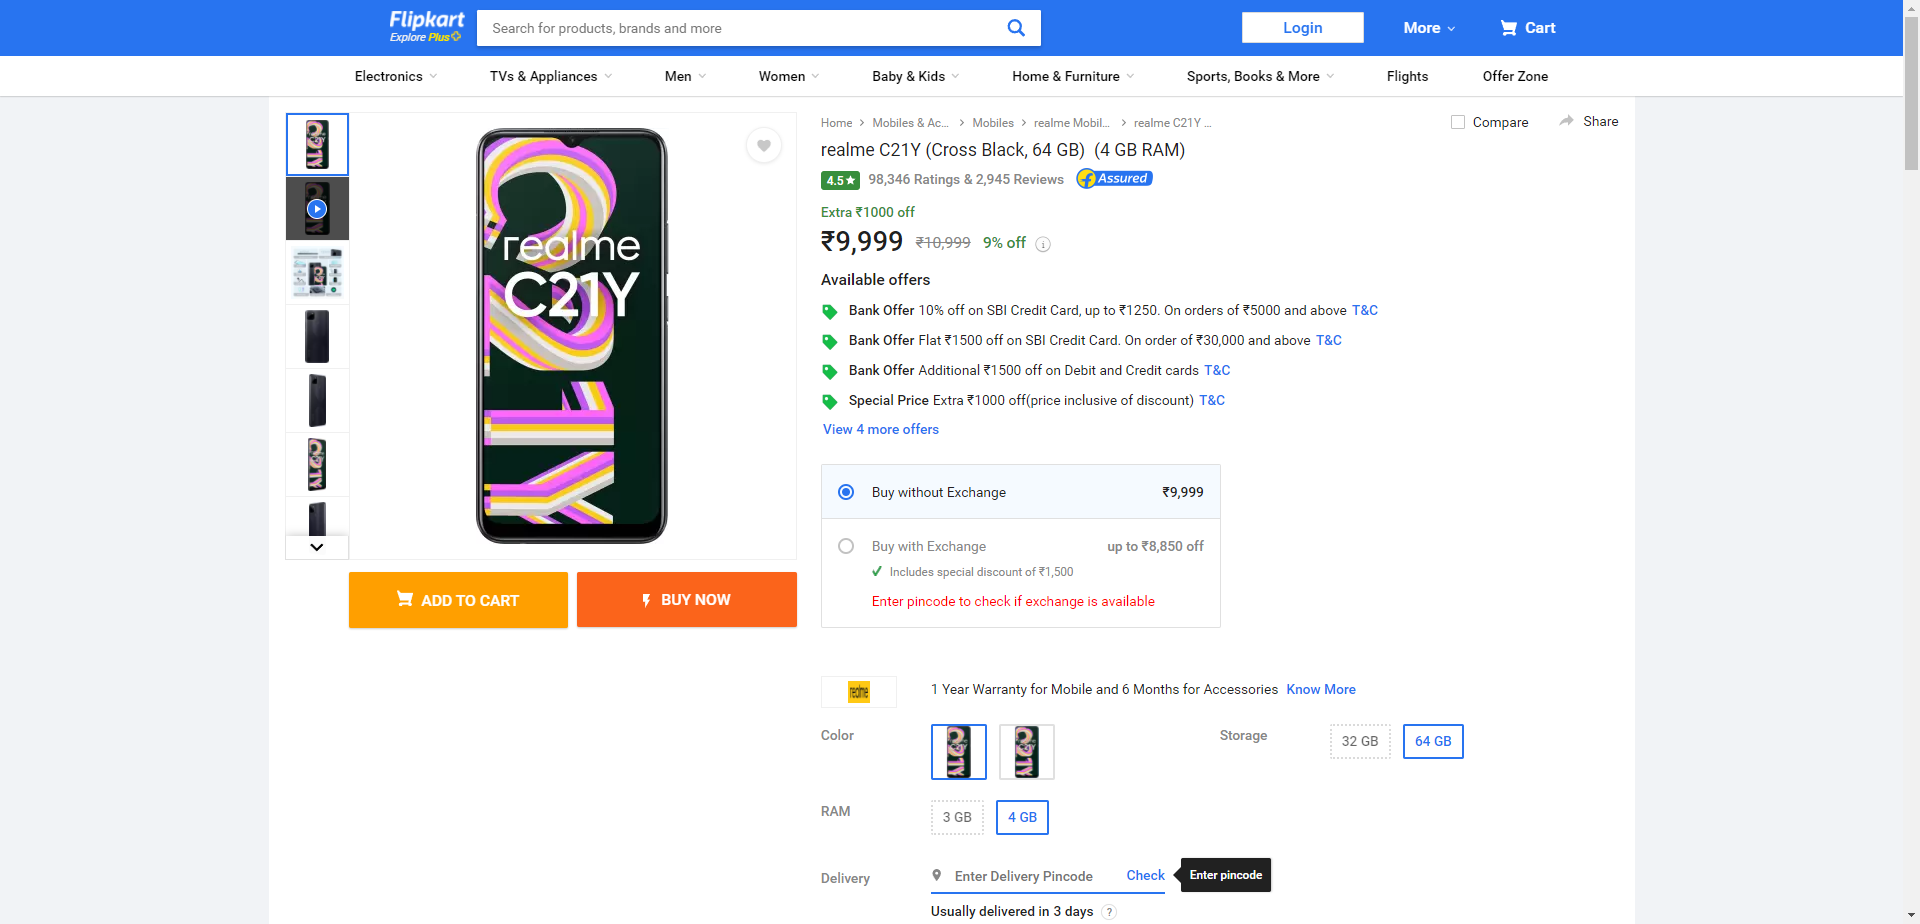 Flipkart
Explore Plus
Search for products, brands and more
Login
More
Cart
Electronics
TVs & Appliances
Men
Women
Baby & Kids
Home & Furniture
Sports, Books & More
Flights
Offer Zone
Home
Mobiles & Ac...
Mobiles
realme Mobil...
realme C21Y ...
Compare
Share
realme C21Y (Cross Black, 64 GB) (4 GB RAM)
4.5★ 98,346 Ratings & 2,945 Reviews
Assured
Extra ₹1000 off
₹9,999 ₹10,999 9% off
Available offers
Bank Offer 10% off on SBI Credit Card, up to ₹1250. On orders of ₹5000 and above T&C
Bank Offer Flat ₹1500 off on SBI Credit Card. On order of ₹30,000 and above T&C
Bank Offer Additional ₹1500 off on Debit and Credit cards T&C
Special Price Extra ₹1000 off(price inclusive of discount) T&C
View 4 more offers
realme
C21Y
C21Y
ADD TO CART
BUY NOW
Buy without Exchange ₹9,999
Buy with Exchange up to ₹8,850 off
Includes special discount of ₹1,500
Enter pincode to check if exchange is available
realme
1 Year Warranty for Mobile and 6 Months for Accessories Know More
Color
Storage
32 GB
64 GB
RAM
3 GB
4 GB
Delivery
Enter Delivery Pincode
Check
Enter pincode
Usually delivered in 3 days ?